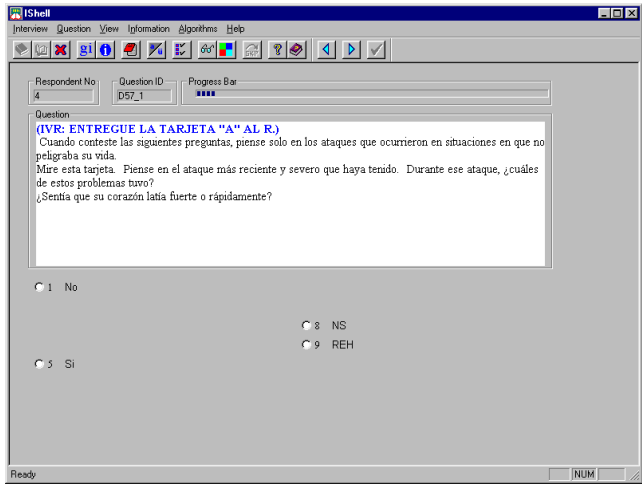 IShell
Interview Question View Information Algorithms Help
gi
SKIP
Respondent No
Question ID
Progress Bar
4
D57_1
Question
(IVR: ENTREGUE LA TARJETA "A" AL R.)
Cuando conteste las siguientes preguntas, piense solo en los ataques que ocurrieron en situaciones en que no
peligraba su vida.
Mire esta tarjeta. Piense en el ataque más reciente y severo que haya tenido. Durante ese ataque, ¿cuáles
de estos problemas tuvo?
¿Sentía que su corazón latía fuerte o rápidamente?
1 No
8 NS
9 REH
5 Si
Ready
NUM